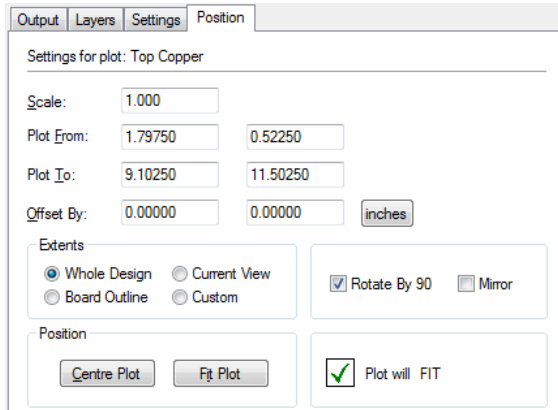 Output Layers Settings Position
Settings for plot: Top Copper
Scale: 1.000
Plot From: 1.79750 0.52250
Plot To: 9.10250 11.50250
Offset By: 0.00000 0.00000 inches
Extents
Whole Design Current View
Board Outline Custom
Rotate By 90 Mirror
Position
Centre Plot Fit Plot
Plot will FIT